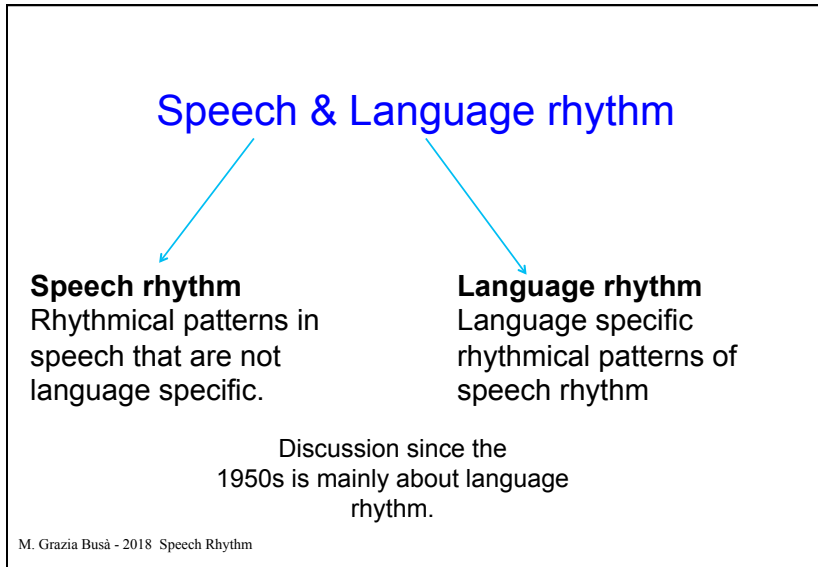 Speech & Language rhythm
Speech rhythm
Rhythmical patterns in
speech that are not
language specific.
Language rhythm
Language specific
rhythmical patterns of
speech rhythm
Discussion since the
1950s is mainly about language
rhythm.
M. Grazia Busà - 2018 Speech Rhythm